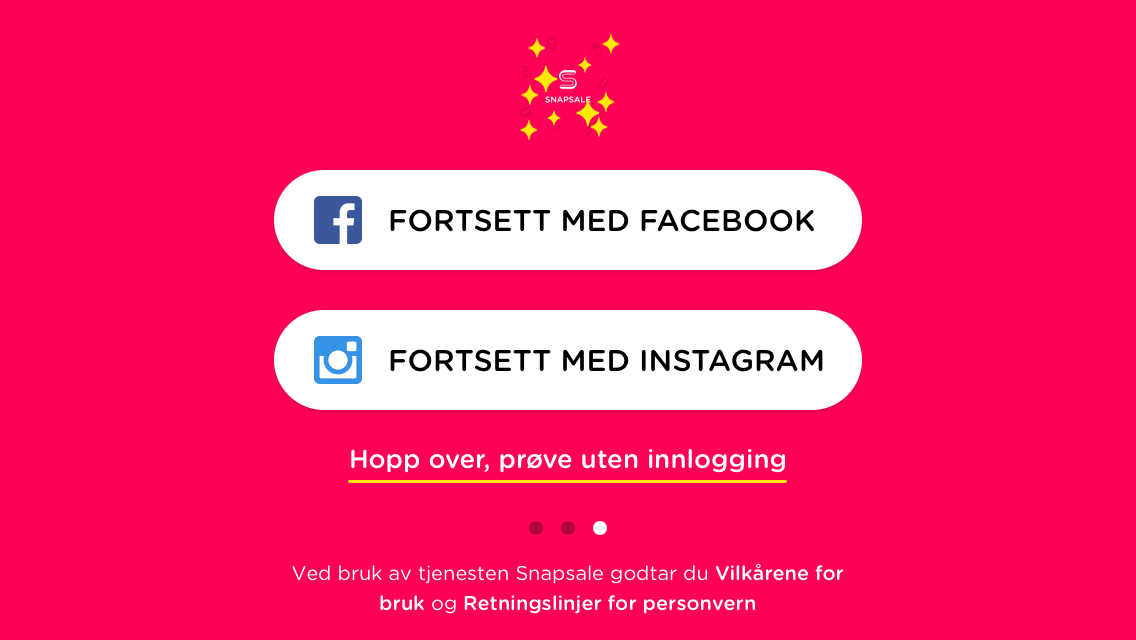 SNAPSALE
FORTSETT MED FACEBOOK
FORTSETT MED INSTAGRAM
Hopp over, prøve uten innlogging
Ved bruk av tjenesten Snapsale godtar du Vilkårene for
bruk og Retningslinjer for personvern